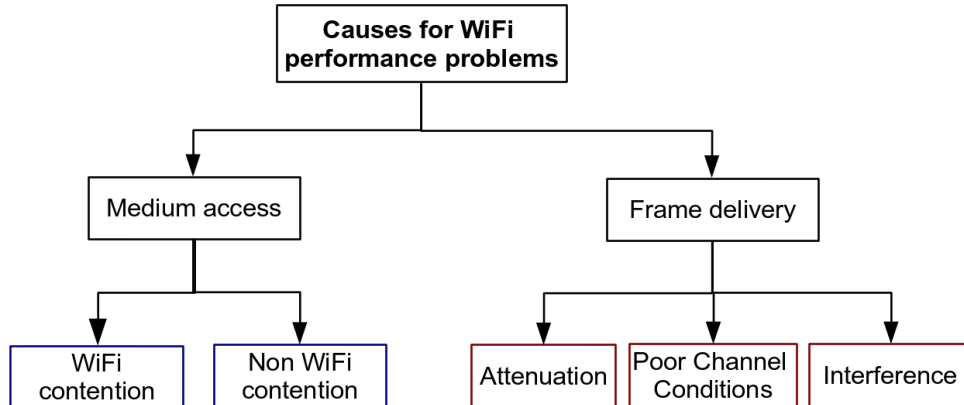 Causes for WiFi
performance problems
Medium access
Frame delivery
WiFi
contention
Non WiFi
contention
Attenuation
Poor Channel
Conditions
Interference